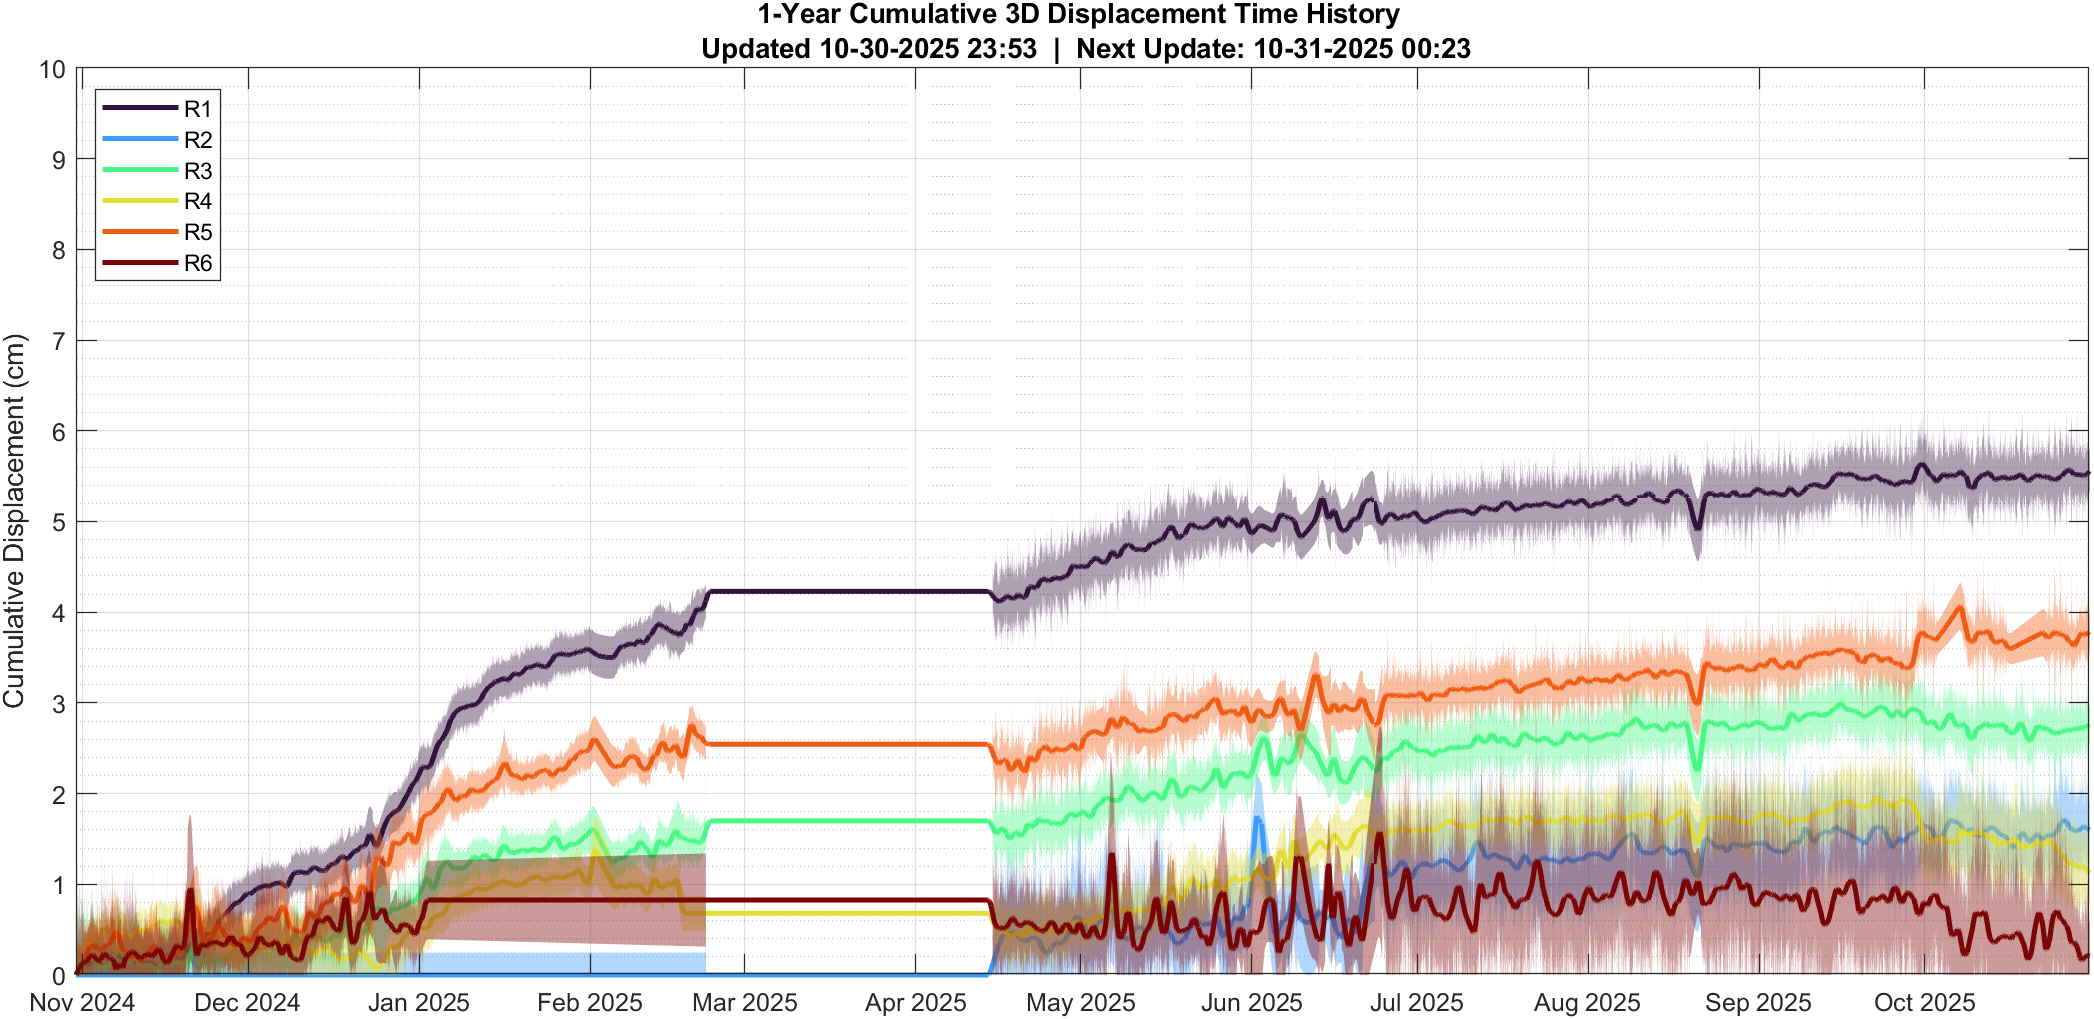 1-Year Cumulative 3D Displacement Time History
Updated 10-30-2025 23:53 | Next Update: 10-31-2025 00:23
Cumulative Displacement (cm)
10
9
8
7
6
5
4
3
2
1
0
R1
R2
R3
R4
R5
R6
Nov 2024 Dec 2024 Jan 2025 Feb 2025 Mar 2025 Apr 2025 May 2025 Jun 2025 Jul 2025 Aug 2025 Sep 2025 Oct 2025